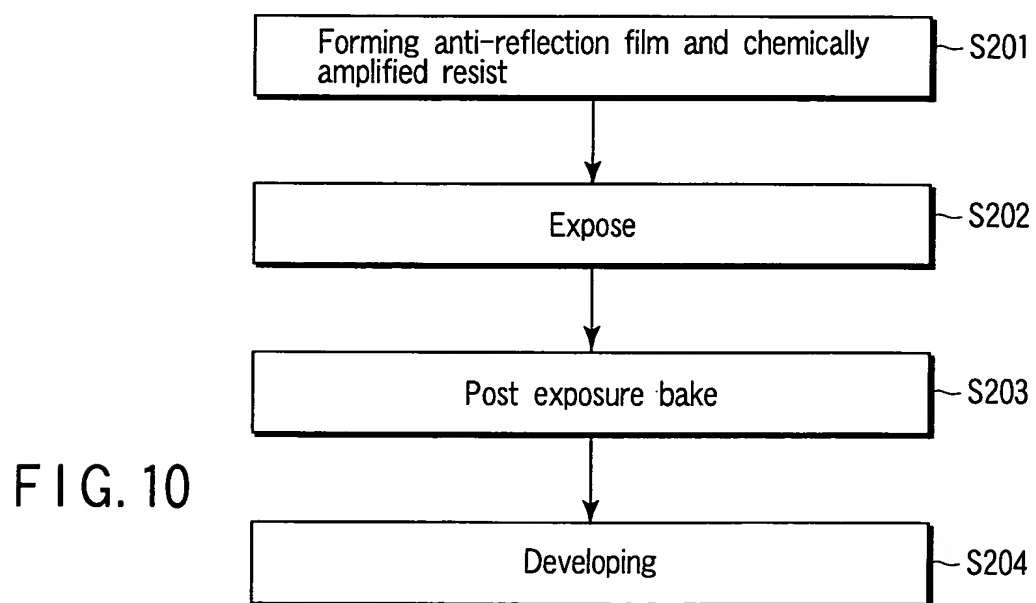 Forming anti-reflection film and chemically
amplified resist
S201
Expose
S202
Post exposure bake
S203
FIG. 10
Developing
S204